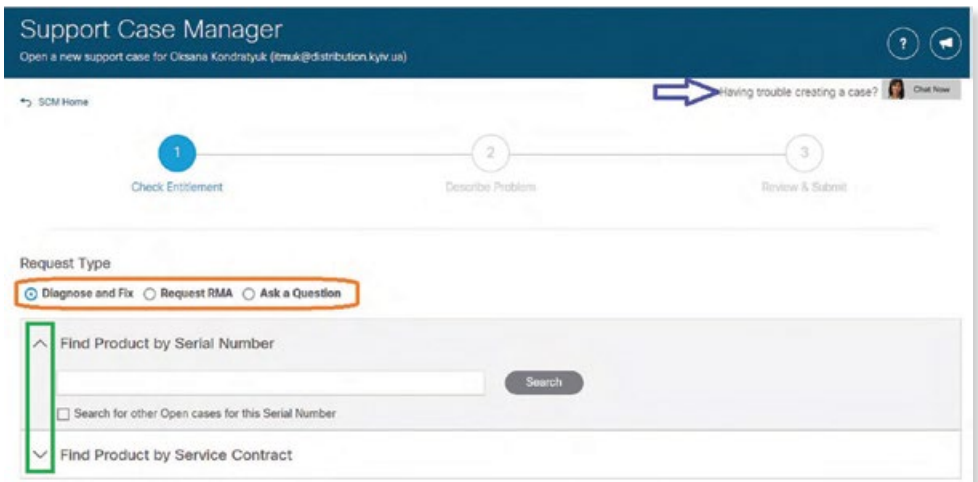 Support Case Manager
Open a new support case for Oksana Kondratyuk (itmuk@distribution.kyiv.ua)
?
SCM Home
Having trouble creating a case? Chat Now
1 2 3
Check Entitlement Describe Problem Review & Submit
Request Type
Diagnose and Fix Request RMA Ask a Question
Find Product by Serial Number
Search
Search for other Open cases for this Serial Number
Find Product by Service Contract